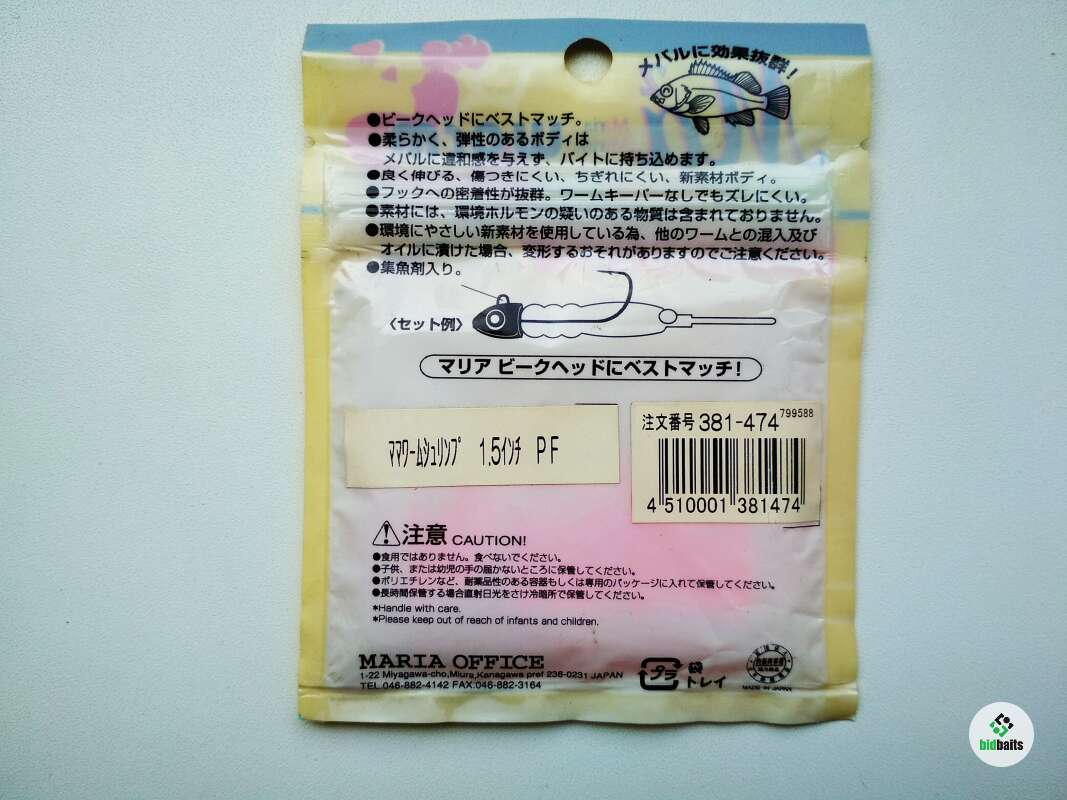 メバルに効果抜群!
●ビークヘッドにベストマッチ。
●柔らかく、弾性のあるボディは
メバルに違和感を与えず、バイトに持ち込めます。
●良く伸びる、傷つきにくい、ちぎれにくい、新素材ボディ。
●フックへの密着性が抜群。ワームキーパーなしでもズレにくい。
●素材には、環境ホルモンの疑いのある物質は含まれておりません。
●環境にやさしい新素材を使用している為、他のワームとの混入及び
オイルに漬けた場合、変形するおそれがありますのでご注意ください。
●集魚剤入り。
〈セット例〉
マリア ビークヘッドにベストマッチ!
ママワームシュリンプ 1.5インチ PF
注文番号 381-474 799588
4 510001 381474
注意 CAUTION!
●食用ではありません。食べないでください。
●子供、または幼児の手の届かないところに保管してください。
●ポリエチレンなど、耐薬品性のある容器もしくは専用のパッケージに入れて保管してください。
●長時間保管する場合直射日光をさけ冷暗所で保管してください。
*Handle with care.
*Please keep out of reach of infants and children.
MARIA OFFICE
1-22 Miyagawa-cho,Miura,Kanagawa pref 238-0231 JAPAN
TEL.046-882-4142 FAX.046-882-3164
プラ
袋
トレイ
MADE IN JAPAN
bidbaits